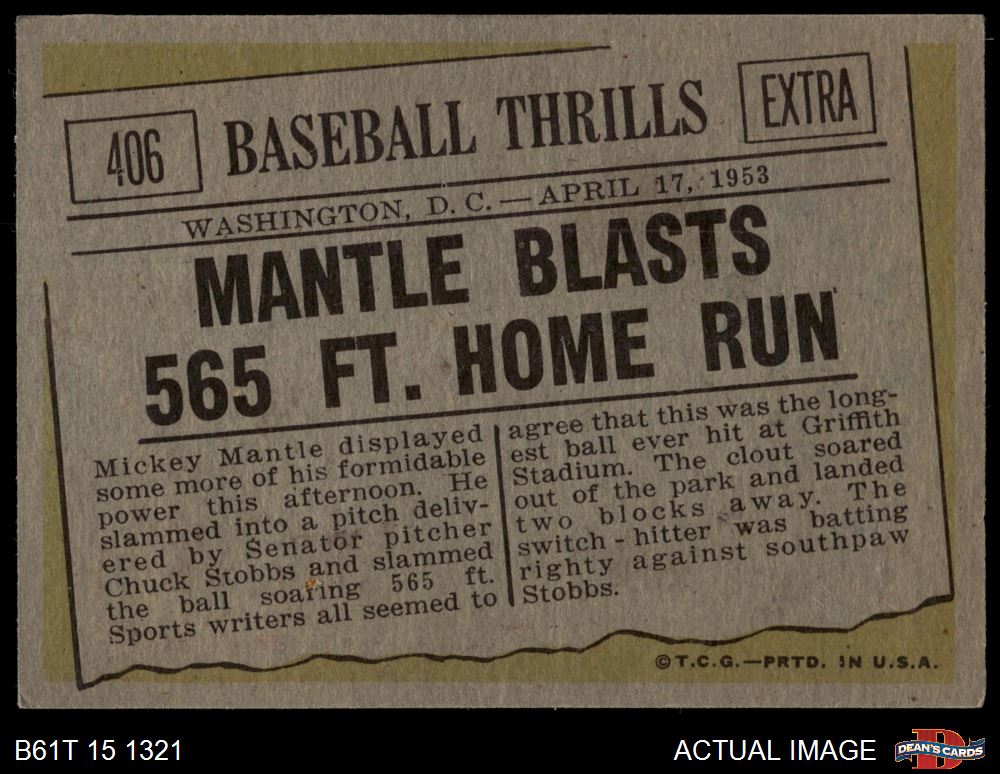 406 BASEBALL THRILLS EXTRA
WASHINGTON, D. C.—APRIL 17, 1953
MANTLE BLASTS
565 FT. HOME RUN
Mickey Mantle displayed
some more of his formidable
power this afternoon. He
slammed into a pitch deliv-
ered by Senator pitcher
Chuck Stobbs and slammed
the ball soaring 565 ft.
Sports writers all seemed to
agree that this was the long-
est ball ever hit at Griffith
Stadium. The clout soared
out of the park and landed
two blocks away. The
switch-hitter was batting
righty against southpaw
Stobbs.
© T.C.G.—PRTD. IN U.S.A.
B61T 15 1321
ACTUAL IMAGE
D
DEAN'S CARDS